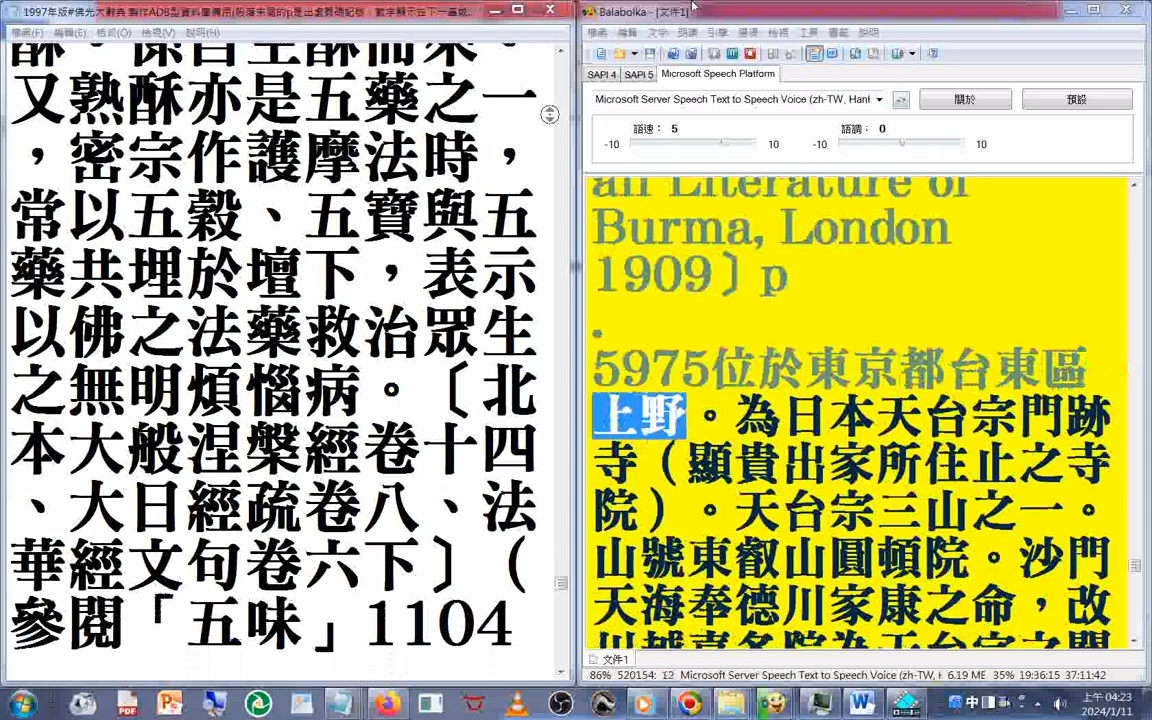 1997年版#佛光大辭典
Balabolka - [文件1]
檔案(F) 編輯(E) 格式(O) 檢視(V) 說明(H)
又熟酥亦是五藥之一
，密宗作護摩法時，
常以五穀、五寶與五
藥共埋於壇下，表示
以佛之法藥救治眾生
之無明煩惱病。〔北
本大般涅槃經卷十四
、大日經疏卷八、法
華經文句卷六下〕（
參閱「五味」1104
SAPI 4 SAPI 5 Microsoft Speech Platform
Microsoft Server Speech Text to Speech Voice (zh-TW, Hanl
關於 預設
語速： 5 語調： 0
-10 10 -10 10
an Literature of
Burma, London
1909〕p
。
5975位於東京都台東區
上野。為日本天台宗門跡
寺（顯貴出家所住止之寺
院）。天台宗三山之一。
山號東叡山圓頓院。沙門
天海奉德川家康之命，改
文件1
86% 520154: 12 Microsoft Server Speech Text to Speech Voice (zh-TW, Ha 6.19 MB 35% 19:36:15 37:11:42
上午 04:23
2024/1/11